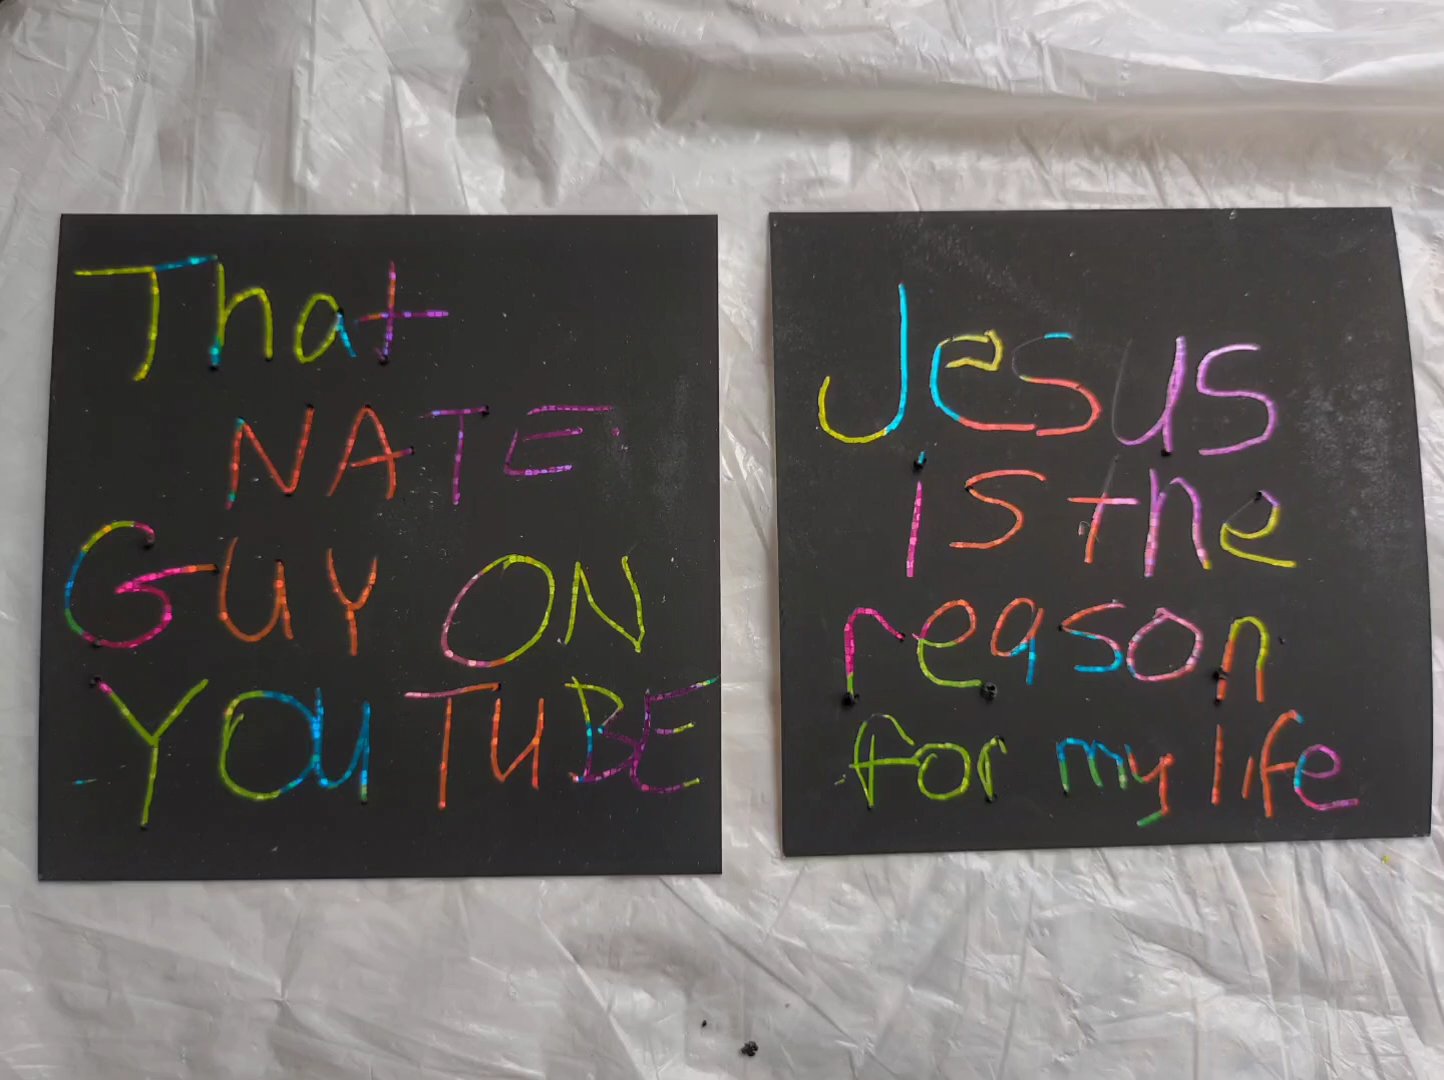 That
NATE
GUY ON
YOUTUBE
Jesus
is the
reason
for my life